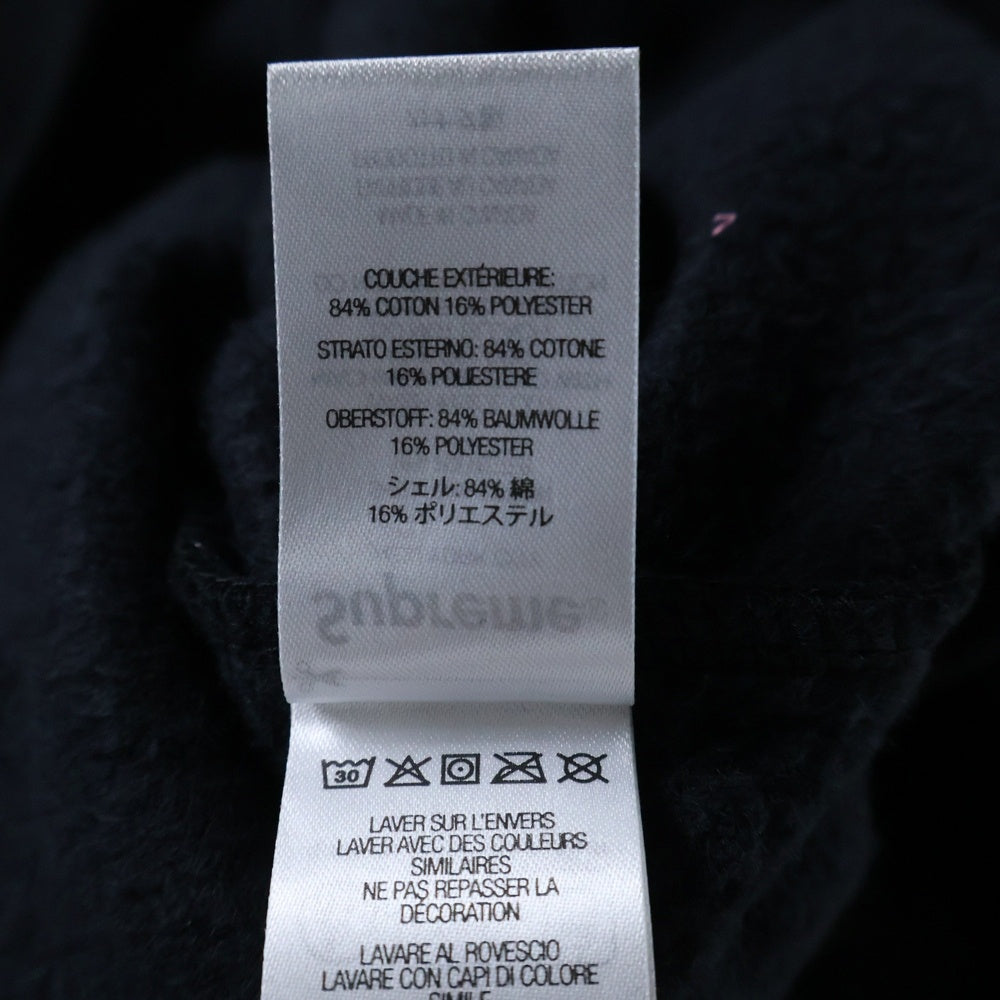 COUCHE EXTÉRIEURE:
84% COTON 16% POLYESTER
STRATO ESTERNO: 84% COTONE
16% POLIESTERE
OBERSTOFF: 84% BAUMWOLLE
16% POLYESTER
シェル: 84% 綿
16% ポリエステル
Supreme
30
LAVER SUR L'ENVERS
LAVER AVEC DES COULEURS
SIMILAIRES
NE PAS REPASSER LA
DÉCORATION
LAVARE AL ROVESCIO
LAVARE CON CAPI DI COLORE
SIMILE